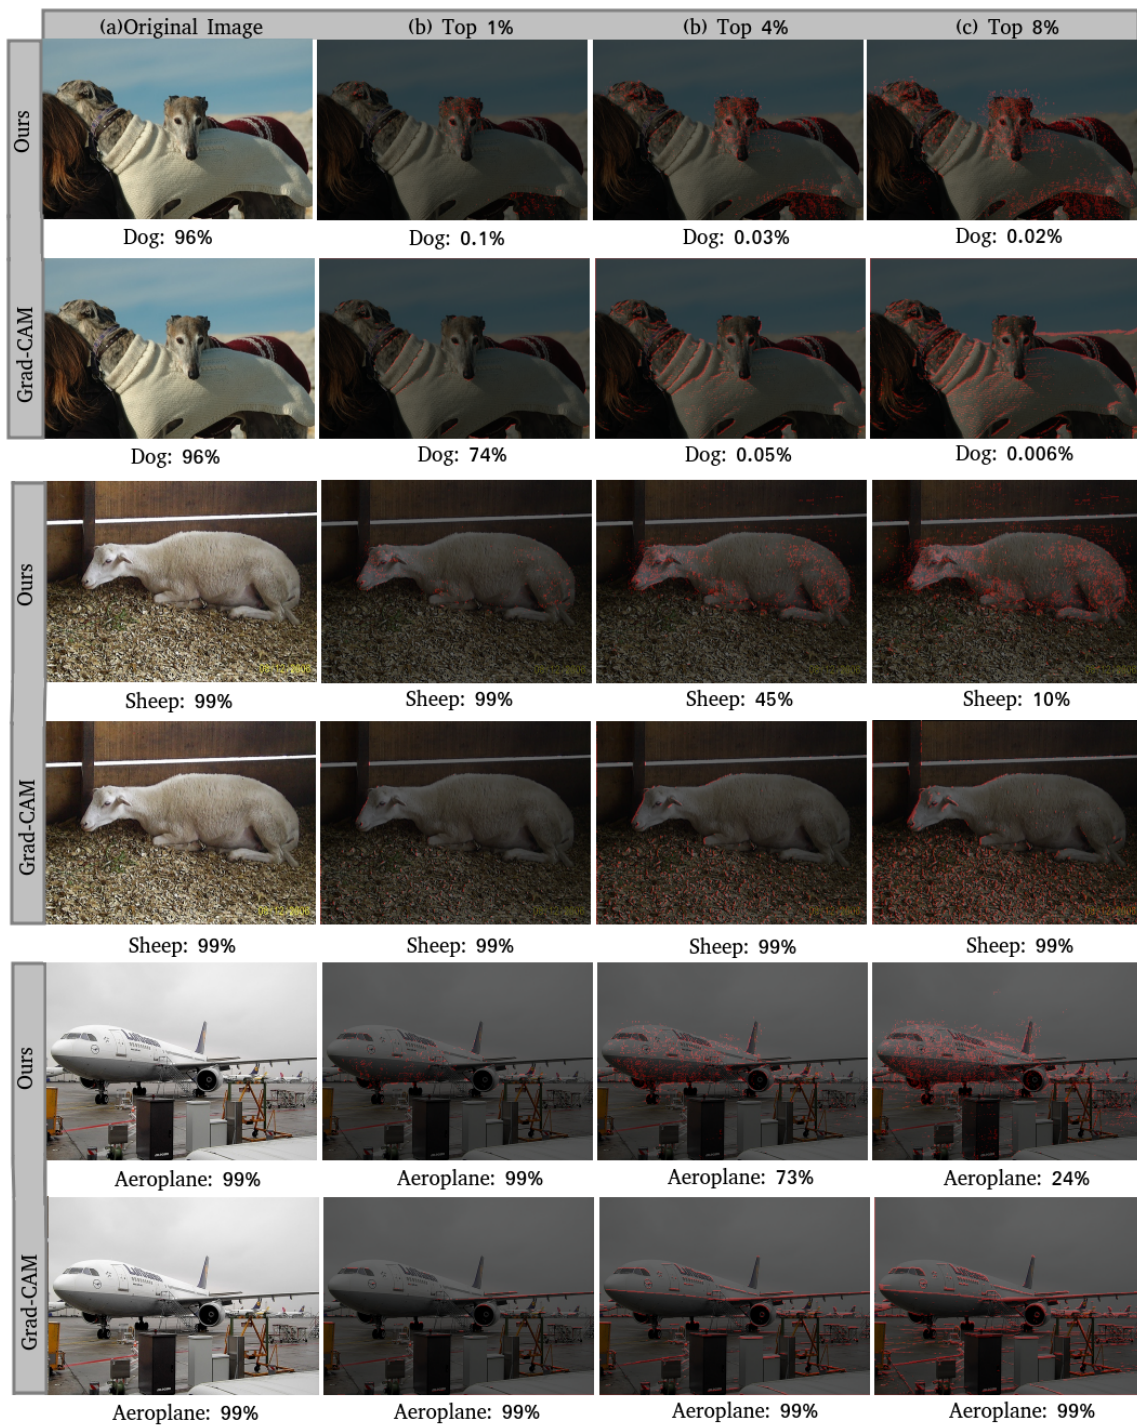 (a)Original Image (b) Top 1% (b) Top 4% (c) Top 8%
Ours
Dog: 96% Dog: 0.1% Dog: 0.03% Dog: 0.02%
Grad-CAM
Dog: 96% Dog: 74% Dog: 0.05% Dog: 0.006%
Ours
Sheep: 99% Sheep: 99% Sheep: 45% Sheep: 10%
Grad-CAM
Sheep: 99% Sheep: 99% Sheep: 99% Sheep: 99%
Ours
Lufthansa
Aeroplane: 99% Aeroplane: 99% Aeroplane: 73% Aeroplane: 24%
Grad-CAM
Lufthansa
Aeroplane: 99% Aeroplane: 99% Aeroplane: 99% Aeroplane: 99%